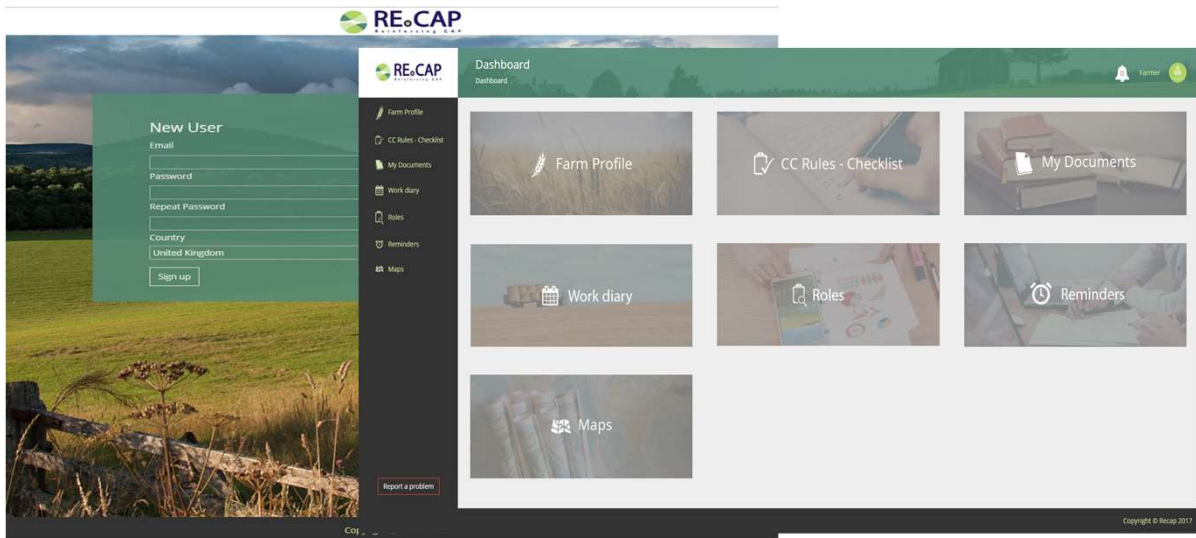 RE.CAP
Reinforcing CAP
New User
Email
Password
Repeat Password
Country
United Kingdom
Sign up
RE.CAP
Reinforcing CAP
Dashboard
Dashboard
Farmer
Farm Profile
CC Rules - Checklist
My Documents
Work diary
Roles
Reminders
Maps
Report a problem
Farm Profile
CC Rules - Checklist
My Documents
Work diary
Roles
Reminders
Maps
Copyright © Recap 2017